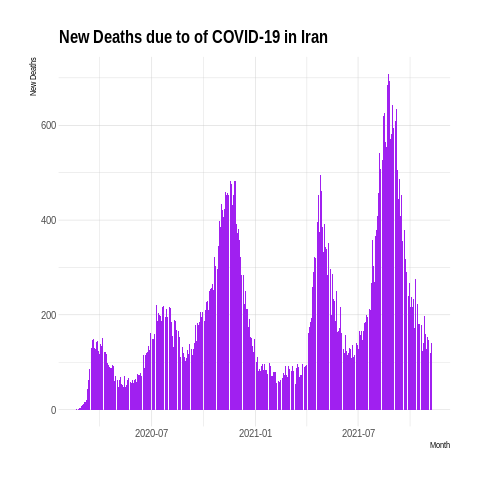 New Deaths due to of COVID-19 in Iran
New Deaths
600
400
200
0
2020-07
2021-01
2021-07
Month